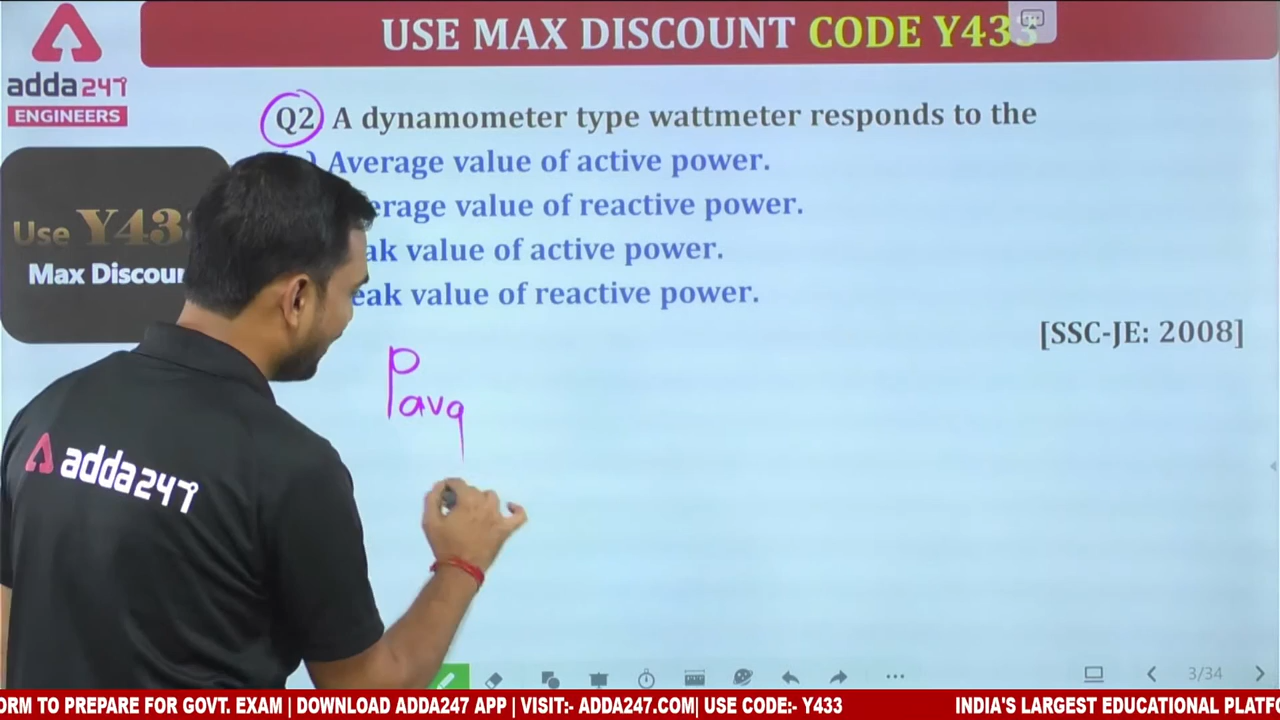 USE MAX DISCOUNT CODE Y433
adda247
ENGINEERS
Q2 A dynamometer type wattmeter responds to the
Average value of active power.
erage value of reactive power.
ak value of active power.
eak value of reactive power.
[SSC-JE: 2008]
Use Y43
Max Discou
Pavg
adda247
3/34
ORM TO PREPARE FOR GOVT. EXAM | DOWNLOAD ADDA247 APP | VISIT:- ADDA247.COM| USE CODE:- Y433
INDIA'S LARGEST EDUCATIONAL PLATFO